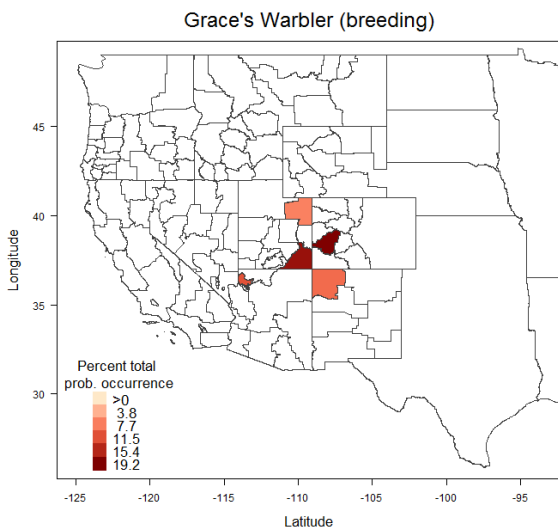 Grace's Warbler (breeding)
Longitude
45
40
35
30
Percent total
prob. occurrence
>0
3.8
7.7
11.5
15.4
19.2
-125 -120 -115 -110 -105 -100 -95
Latitude